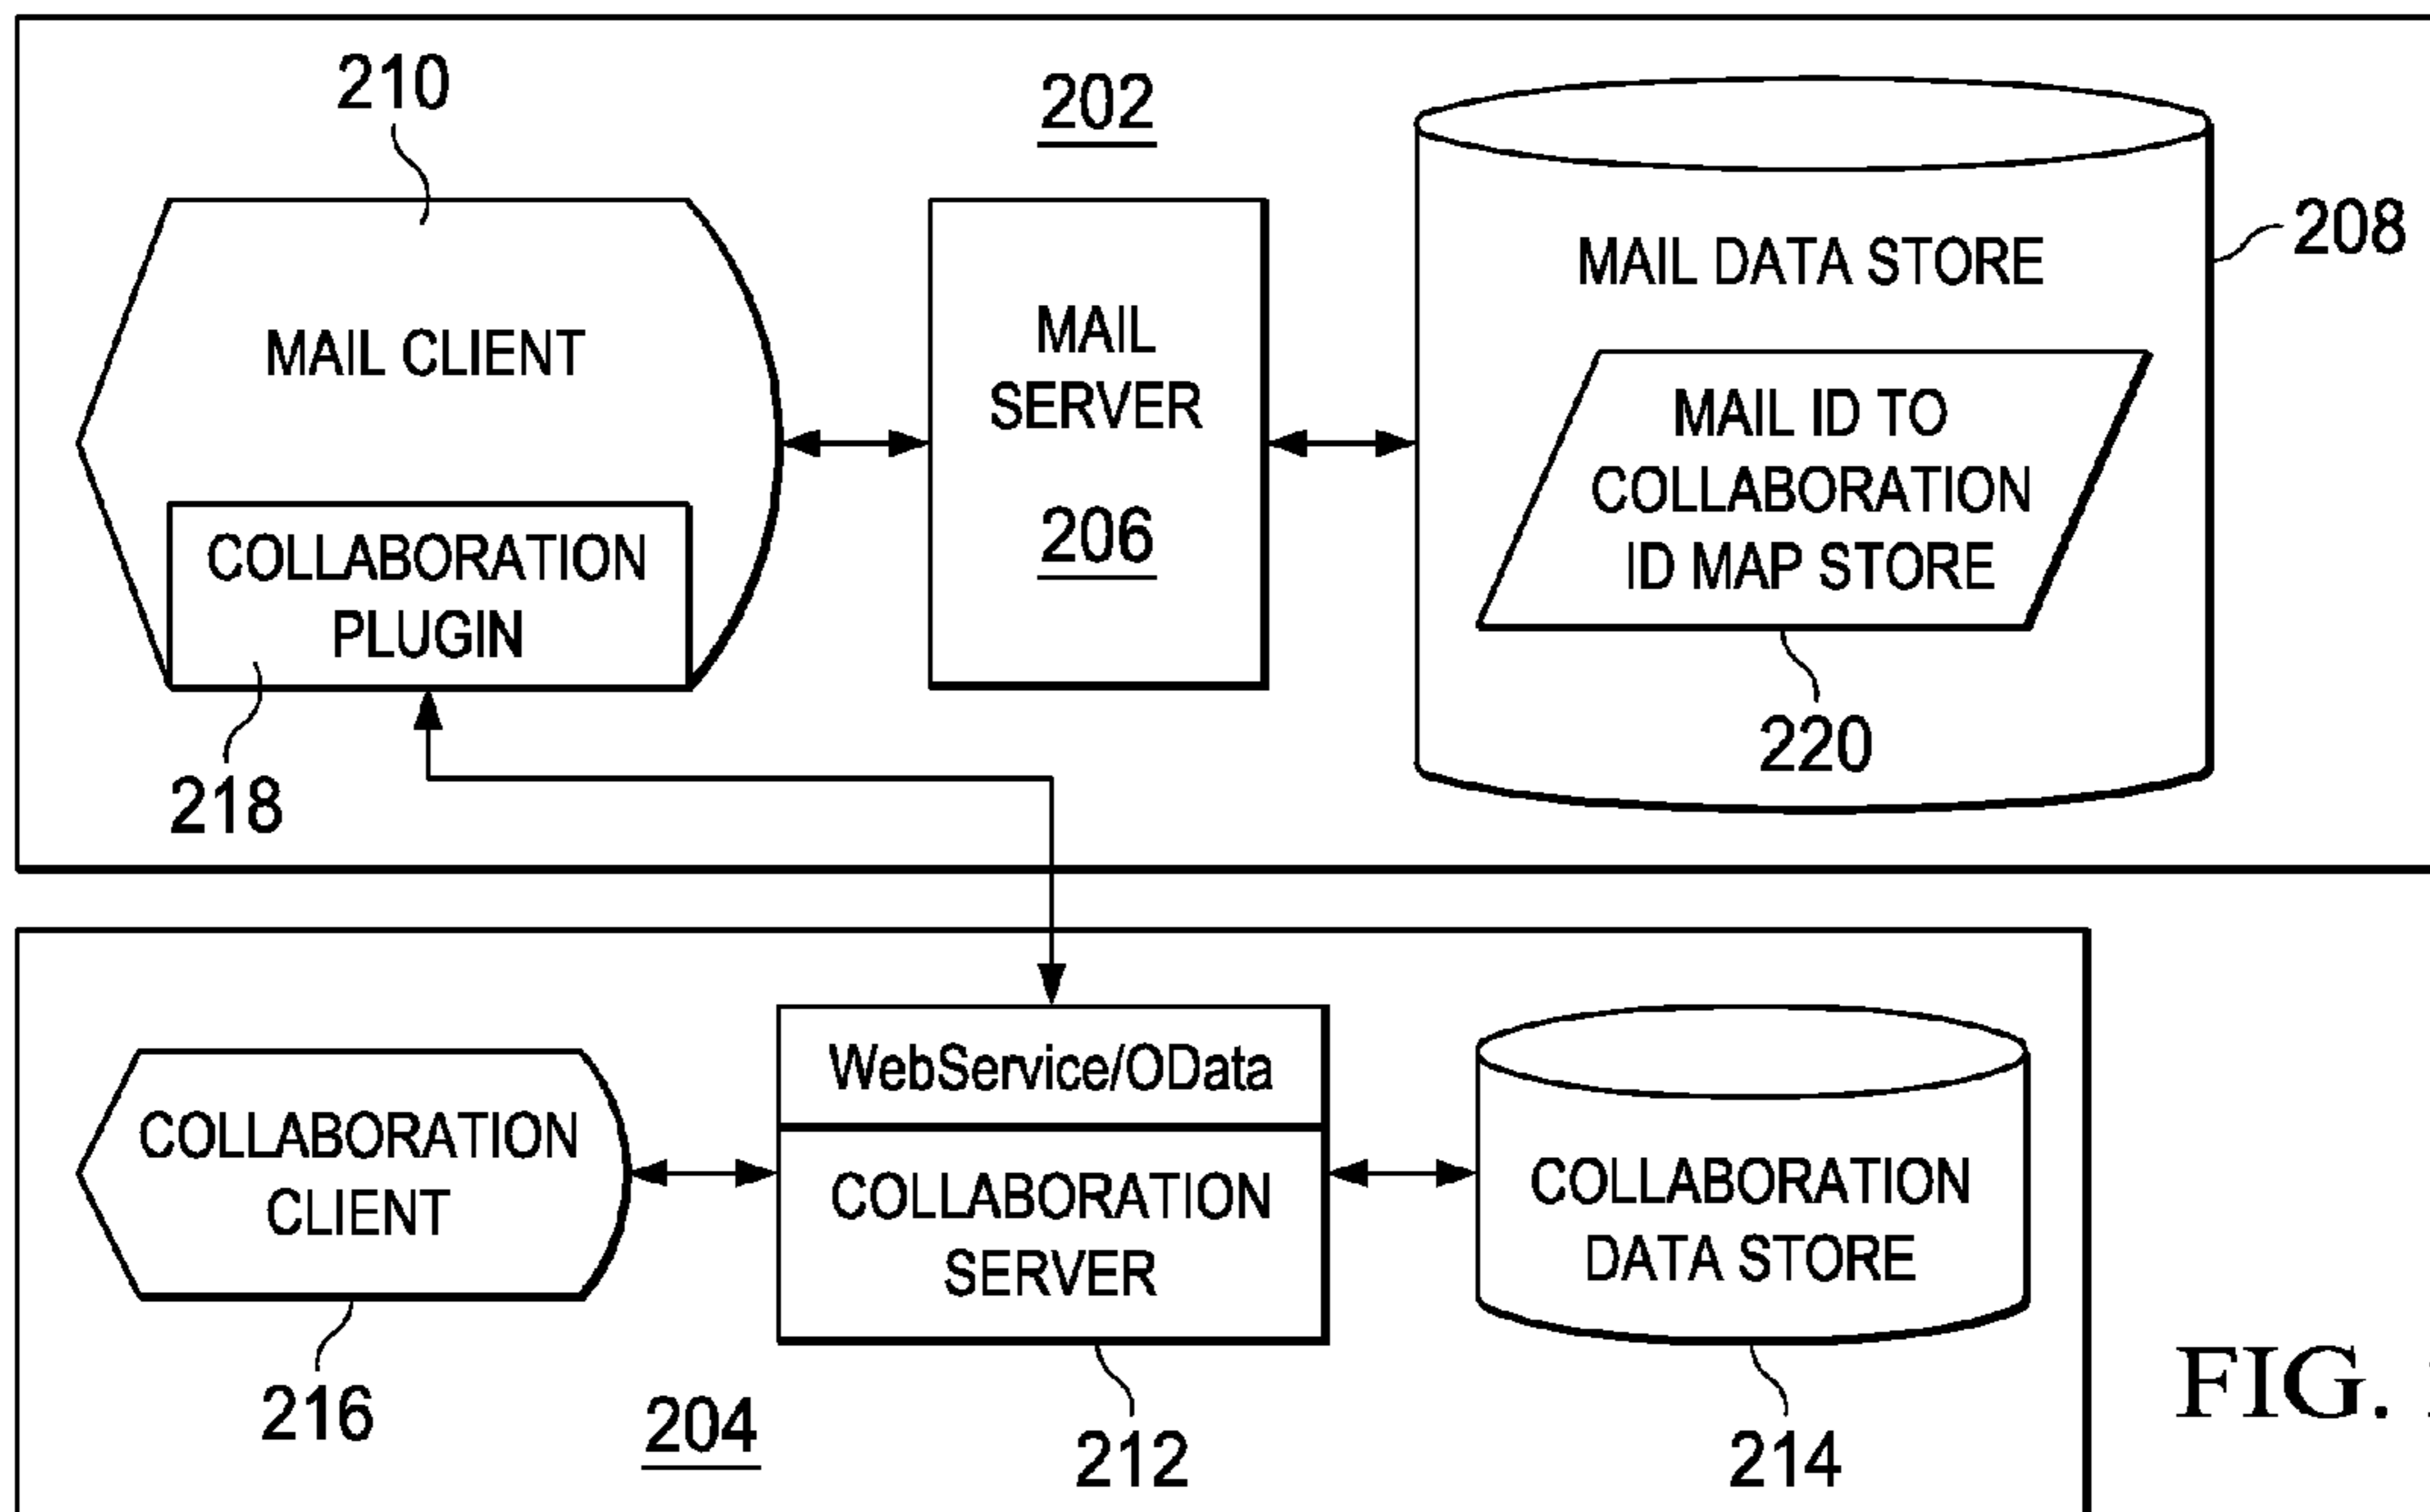 210
202
208
MAIL DATA STORE
MAIL CLIENT
MAIL
SERVER
206
MAIL ID TO
COLLABORATION
ID MAP STORE
220
COLLABORATION
PLUGIN
218
WebService/OData
COLLABORATION
SERVER
COLLABORATION
CLIENT
COLLABORATION
DATA STORE
216
204
212
214
FIG.